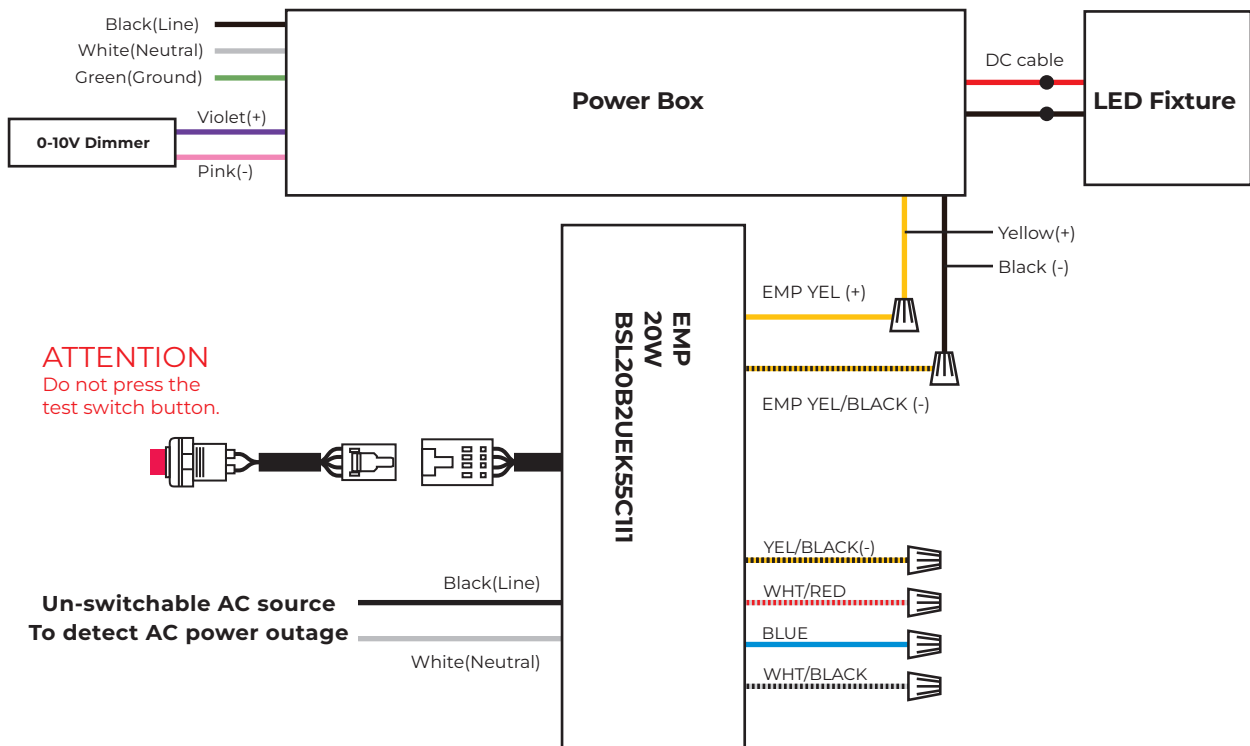 Black(Line)
White(Neutral)
Green(Ground)
Violet(+)
0-10V Dimmer
Pink(-)
Power Box
DC cable
LED Fixture
Yellow(+)
Black (-)
EMP YEL (+)
EMP YEL/BLACK (-)
EMP
20W
BSL20B2UEK55C1I1
ATTENTION
Do not press the
test switch button.
Black(Line)
Un-switchable AC source
To detect AC power outage
White(Neutral)
YEL/BLACK(-)
WHT/RED
BLUE
WHT/BLACK